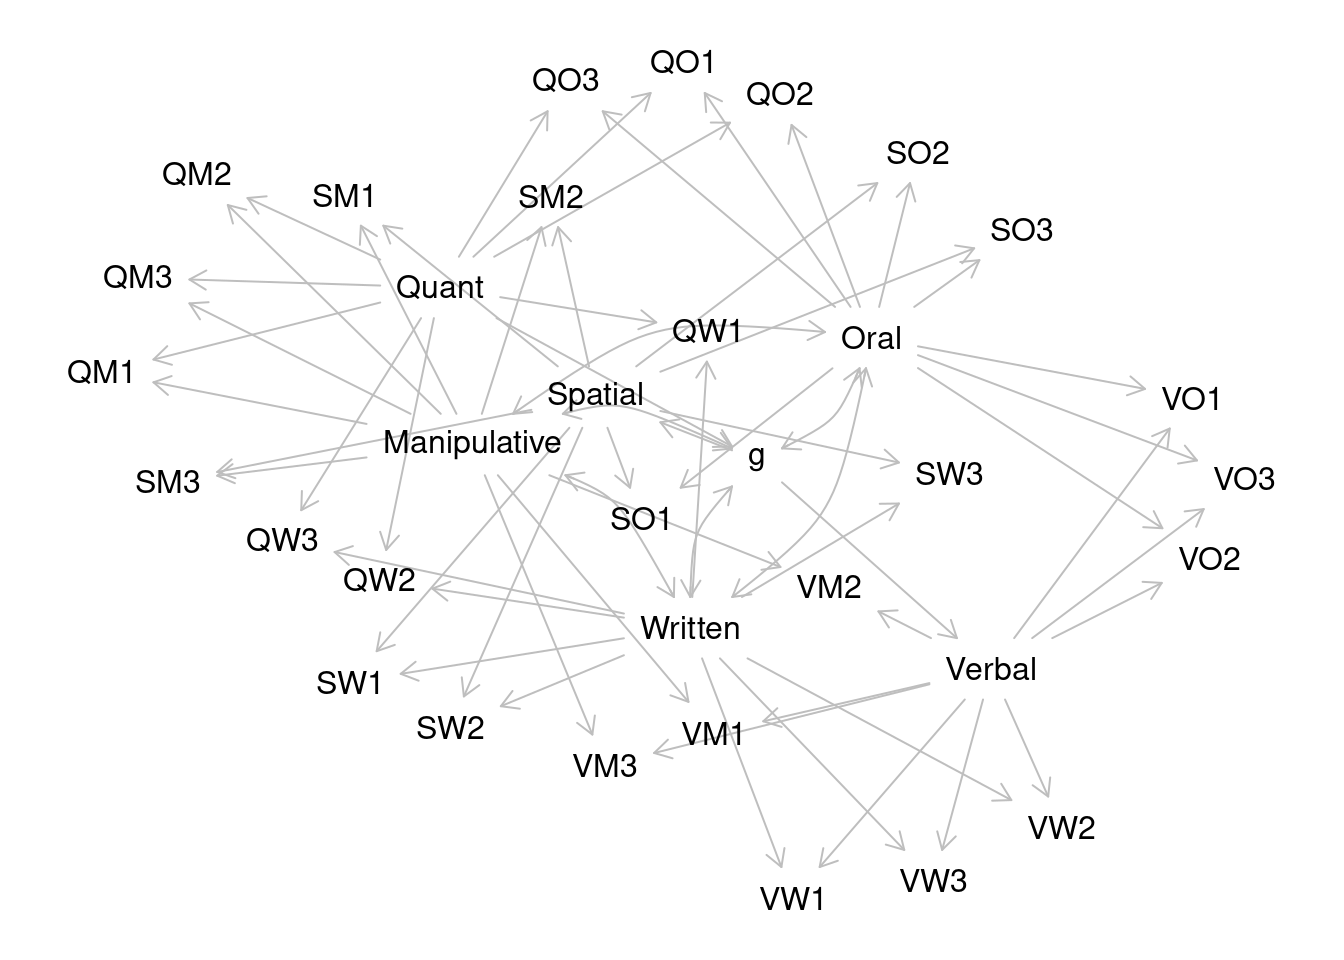 QO1
QO3
QO2
SO2
QM2
SM1
SM2
SO3
QM3
Quant
QW1
Oral
QM1
Spatial
VO1
Manipulative
g
SM3
SW3
VO3
SO1
QW3
VO2
QW2
VM2
Written
Verbal
SW1
SW2
VM1
VM3
VW2
VW3
VW1